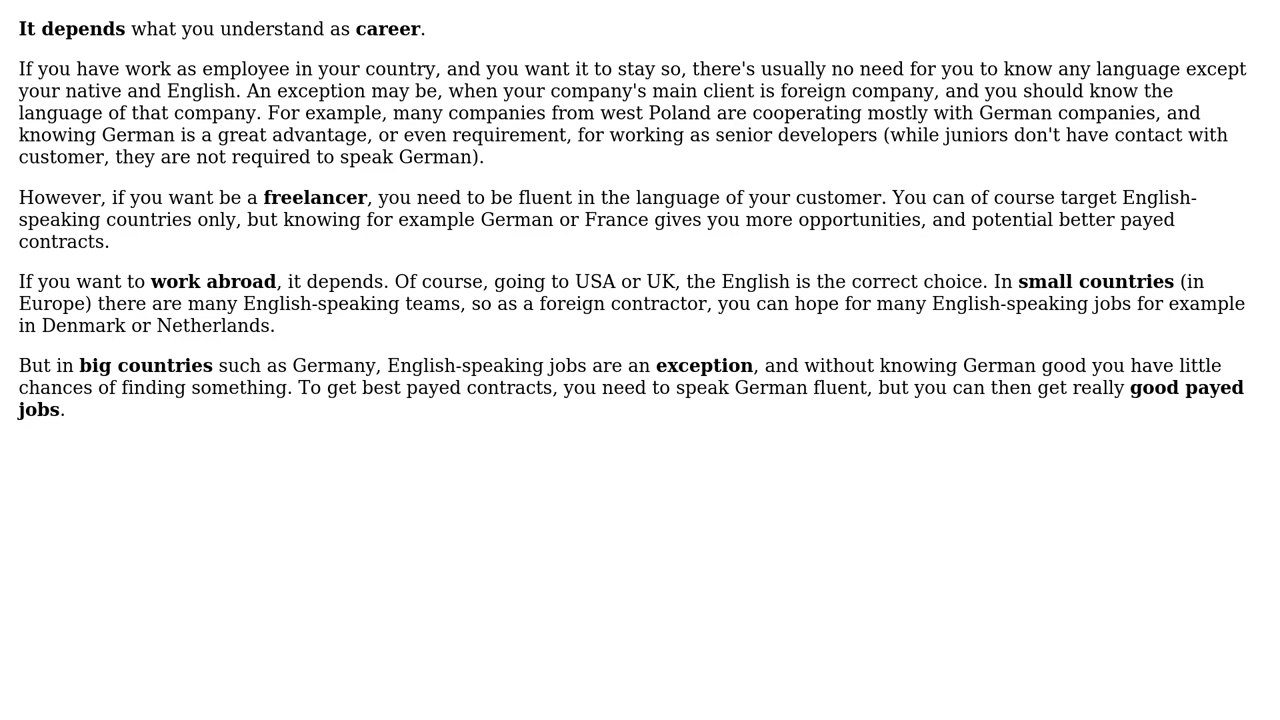 It depends what you understand as career.
If you have work as employee in your country, and you want it to stay so, there's usually no need for you to know any language except
your native and English. An exception may be, when your company's main client is foreign company, and you should know the
language of that company. For example, many companies from west Poland are cooperating mostly with German companies, and
knowing German is a great advantage, or even requirement, for working as senior developers (while juniors don't have contact with
customer, they are not required to speak German).
However, if you want be a freelancer, you need to be fluent in the language of your customer. You can of course target English-
speaking countries only, but knowing for example German or France gives you more opportunities, and potential better payed
contracts.
If you want to work abroad, it depends. Of course, going to USA or UK, the English is the correct choice. In small countries (in
Europe) there are many English-speaking teams, so as a foreign contractor, you can hope for many English-speaking jobs for example
in Denmark or Netherlands.
But in big countries such as Germany, English-speaking jobs are an exception, and without knowing German good you have little
chances of finding something. To get best payed contracts, you need to speak German fluent, but you can then get really good payed
jobs.